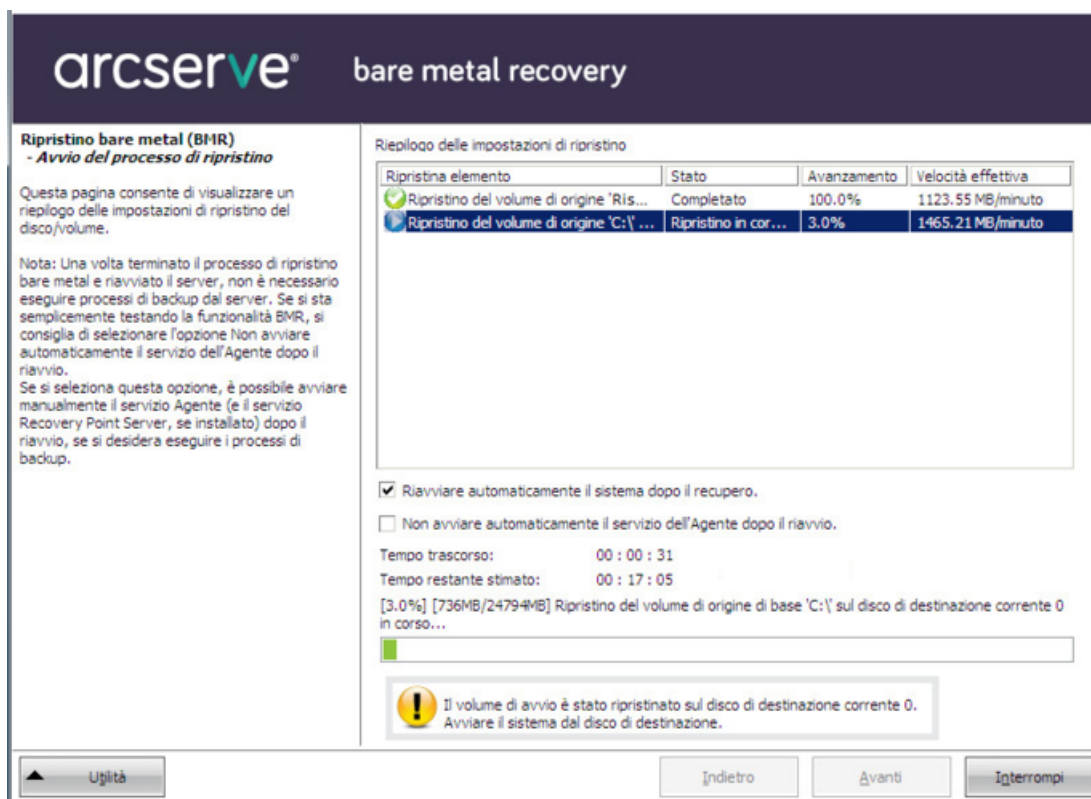 arcserve®
bare metal recovery
Ripristino bare metal (BMR)
- Avvio del processo di ripristino
Questa pagina consente di visualizzare un
riepilogo delle impostazioni di ripristino del
disco/volume.
Nota: Una volta terminato il processo di ripristino
bare metal e riavviato il server, non è necessario
eseguire processi di backup dal server. Se si sta
semplicemente testando la funzionalità BMR, si
consiglia di selezionare l'opzione Non avviare
automaticamente il servizio dell'Agente dopo il
riavvio.
Se si seleziona questa opzione, è possibile avviare
manualmente il servizio Agente (e il servizio
Recovery Point Server, se installato) dopo il
riavvio, se si desidera eseguire i processi di
backup.
Riepilogo delle impostazioni di ripristino
Ripristina elemento Stato Avanzamento Velocità effettiva
Ripristino del volume di origine 'Ris... Completato 100.0% 1123.55 MB/minuto
Ripristino del volume di origine 'C:\' ... Ripristino in cor... 3.0% 1465.21 MB/minuto
Riavviare automaticamente il sistema dopo il recupero.
Non avviare automaticamente il servizio dell'Agente dopo il riavvio.
Tempo trascorso: 00 : 00 : 31
Tempo restante stimato: 00 : 17 : 05
[3.0%] [736MB/24794MB] Ripristino del volume di origine di base 'C:\' sul disco di destinazione corrente 0
in corso...
Il volume di avvio è stato ripristinato sul disco di destinazione corrente 0.
Avviare il sistema dal disco di destinazione.
Utilità
Indietro
Avanti
Interrompi